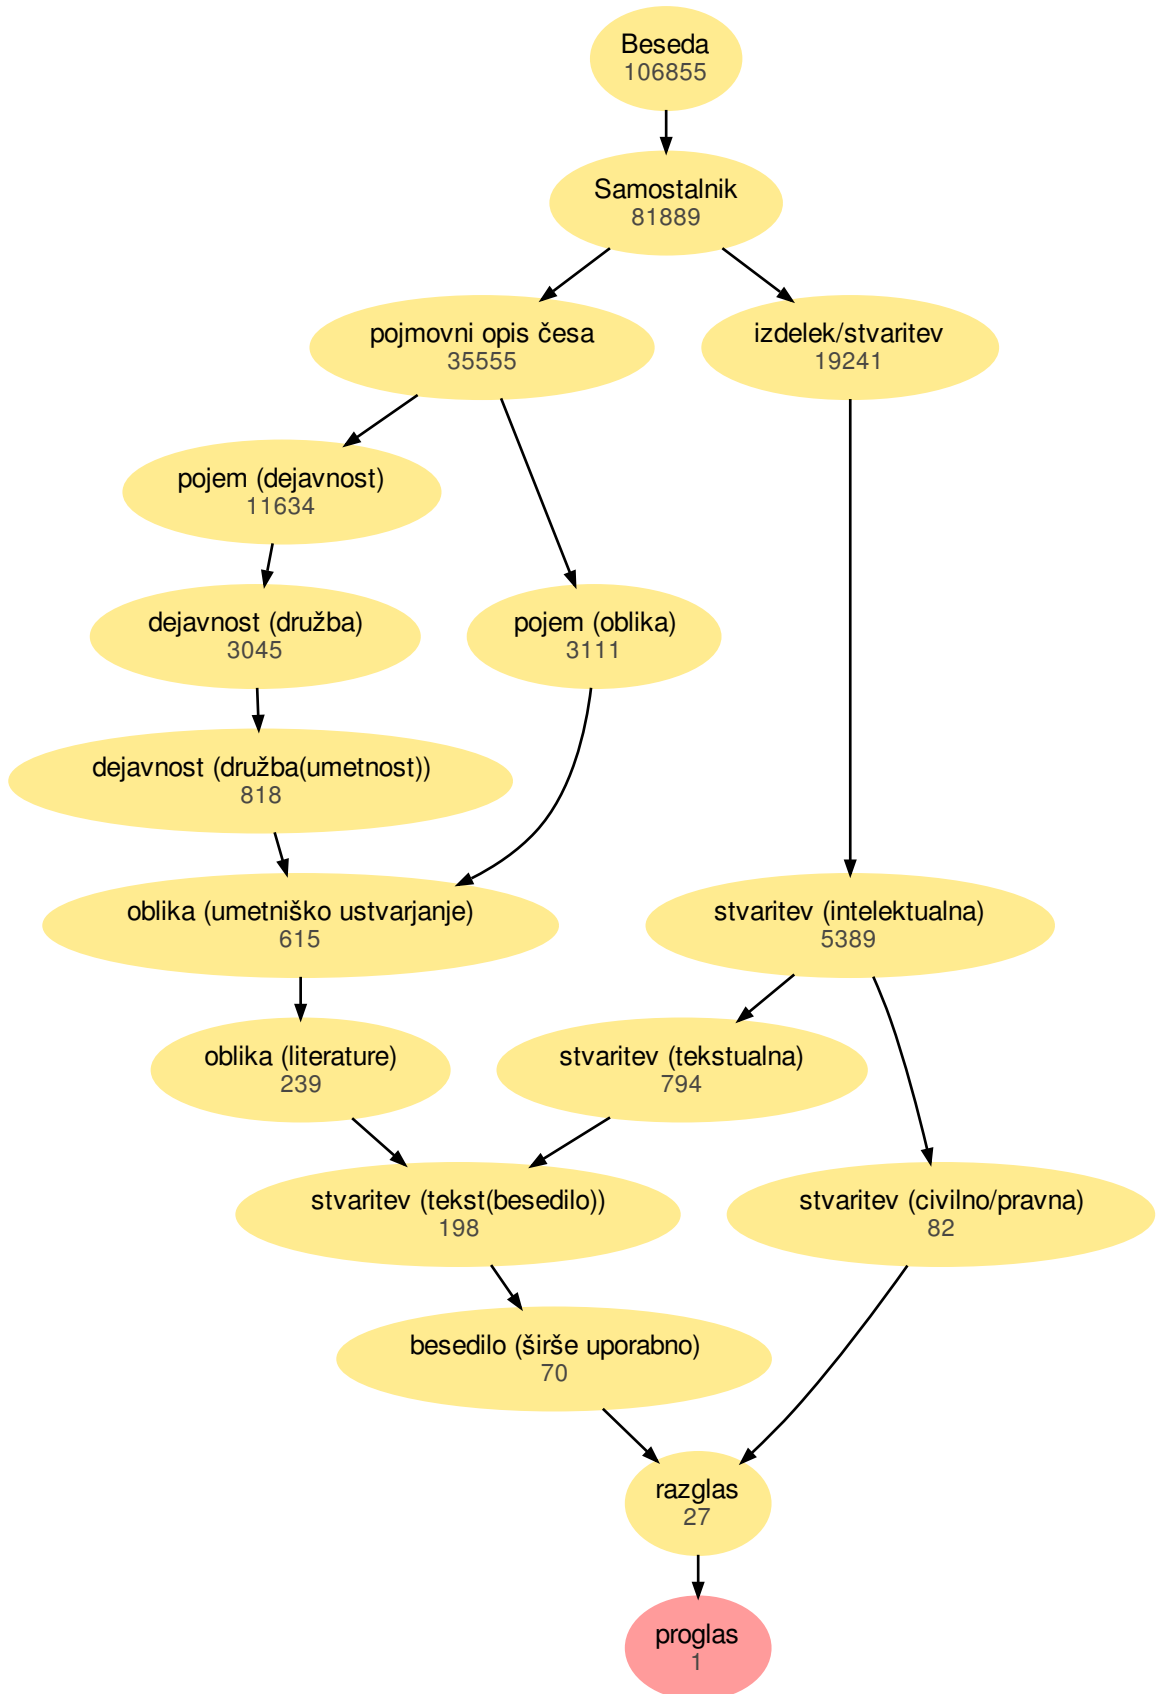 Beseda
106855
Samostalnik
81889
pojmovni opis česa
35555
izdelek/stvaritev
19241
pojem (dejavnost)
11634
dejavnost (družba)
3045
pojem (oblika)
3111
dejavnost (družba(umetnost))
818
oblika (umetniško ustvarjanje)
615
stvaritev (intelektualna)
5389
oblika (literature)
239
stvaritev (tekstualna)
794
stvaritev (tekst(besedilo))
198
stvaritev (civilno/pravna)
82
besedilo (širše uporabno)
70
razglas
27
proglas
1